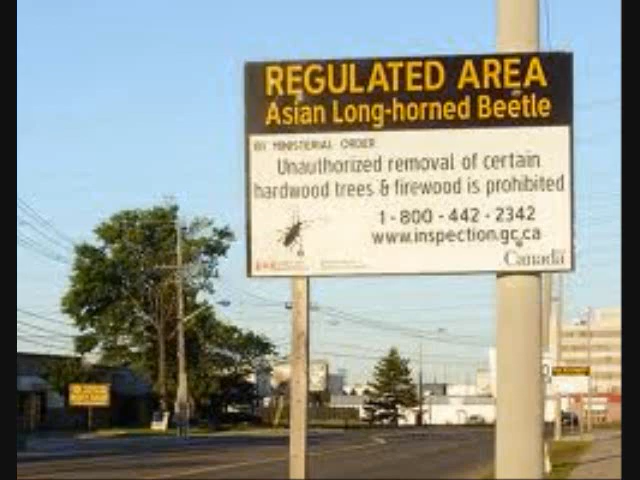 REGULATED AREA
Asian Long-horned Beetle
BY MINISTERIAL ORDER
Unauthorized removal of certain
hardwood trees & firewood is prohibited
1 - 800 - 442 - 2342
www.inspection.gc.ca
Canada